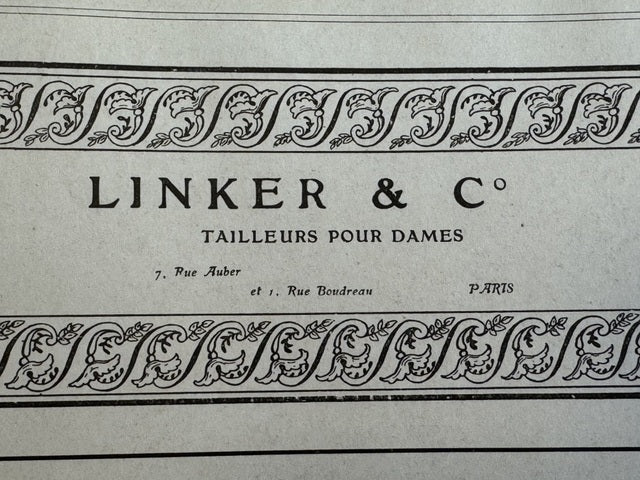 LINKER & Cº
TAILLEURS POUR DAMES
7, Rue Auber
et 1, Rue Boudreau PARIS